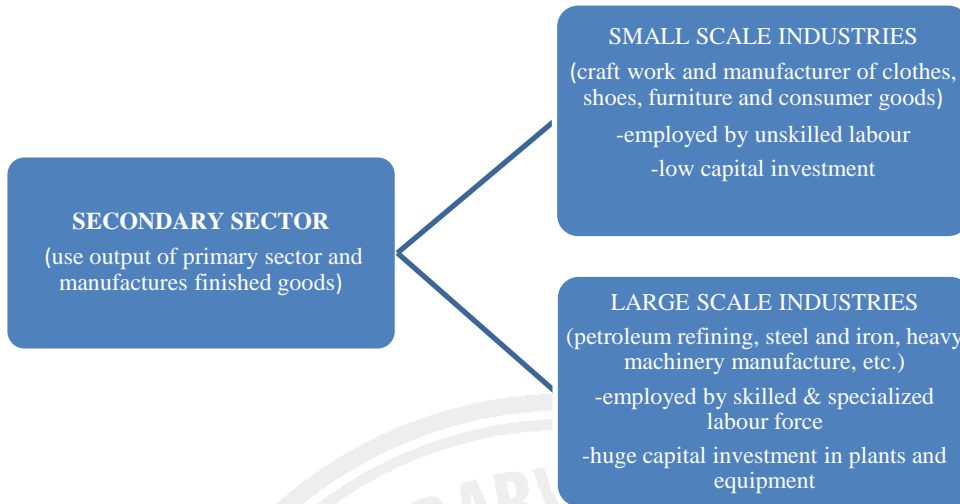 SECONDARY SECTOR
(use output of primary sector and
manufactures finished goods)
SMALL SCALE INDUSTRIES
(craft work and manufacturer of clothes,
shoes, furniture and consumer goods)
-employed by unskilled labour
-low capital investment
LARGE SCALE INDUSTRIES
(petroleum refining, steel and iron, heavy
machinery manufacture, etc.)
-employed by skilled & specialized
labour force
-huge capital investment in plants and
equipment